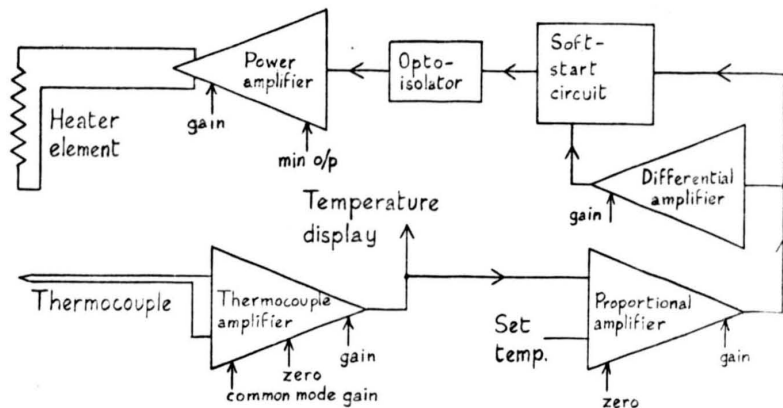 Power
amplifier
gain
min o/p
Opto-
isolator
Soft-
start
circuit
Heater
element
Differential
amplifier
gain
Temperature
display
Thermocouple
Thermocouple
amplifier
gain
zero
common mode gain
Set
temp.
Proportional
amplifier
gain
zero